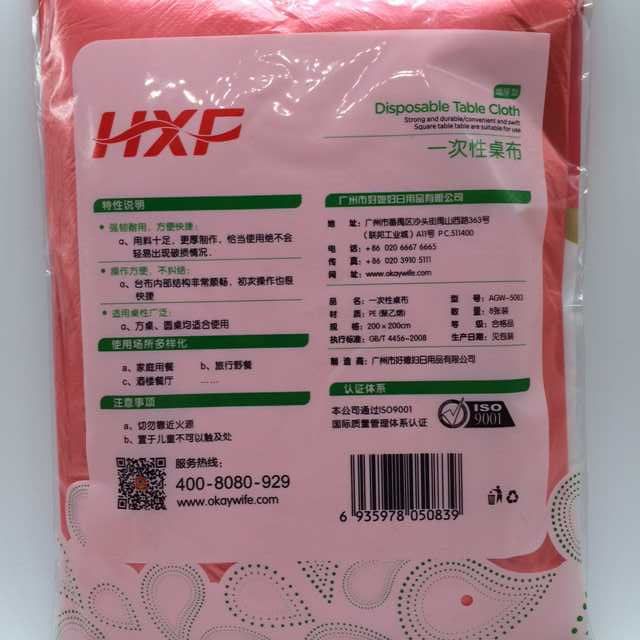 HXF
Disposable Table Cloth
Strong and durable/convenient and swift
Square table table are suitable for use
一次性桌布
特性说明
强韧耐用，方便快捷：
a、用料十足，更厚制作，恰当使用绝不会
轻易出现破损情况．
操作方便，不纠结：
a、台布内部结构非常顺畅，初次操作也很
快捷
适用桌性广泛：
a、方桌、圆桌均适合使用
使用场所多样化
a、家庭用餐 b、旅行野餐
c、酒楼餐厅 ……
注意事项
a、切勿靠近火源
b、置于儿童不可以触及处
服务热线：
400-8080-929
www.okaywife.com
广州市好媳妇日用品有限公司
地 址：广州市番禺区沙头街禺山西路363号
（联邦工业城）A11号 P.C.511400
电 话：+86 020 6667 6665
传 真：+86 020 3910 5111
网 址：www.okaywife.com
品 名：一次性桌布 型 号：AGW-5083
材 质：PE (聚乙烯) 数 量：8张装
规 格：200×200cm 等 级：合格品
执行标准：GB/T 4456-2008 生产日期：见包装
制 造 商：广州市好媳妇日用品有限公司
认证体系
本公司通过ISO9001
国际质量管理体系认证
ISO
9001
6 935978 050839